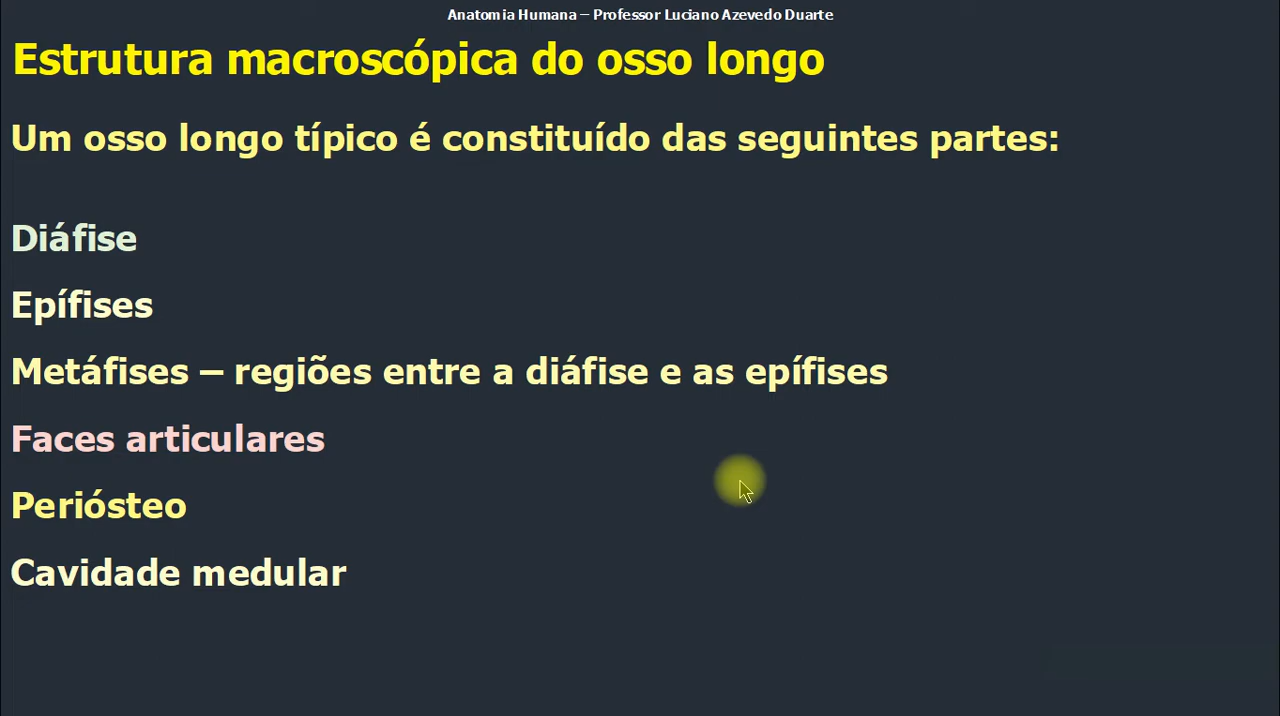 Anatomia Humana – Professor Luciano Azevedo Duarte
Estrutura macroscópica do osso longo
Um osso longo típico é constituído das seguintes partes:
Diáfise
Epífises
Metáfises – regiões entre a diáfise e as epífises
Faces articulares
Periósteo
Cavidade medular